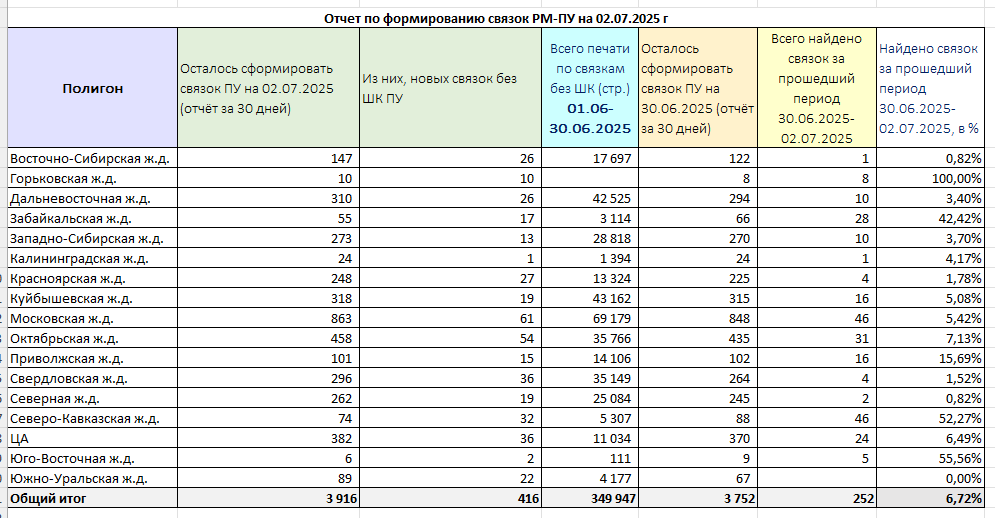 Отчет по формированию связок РМ-ПУ на 02.07.2025 г
Полигон
Осталось сформировать
связок ПУ на 02.07.2025
(отчёт за 30 дней)
Из них, новых связок без
ШК ПУ
Всего печати
по связкам
без ШК (стр.)
01.06-
30.06.2025
Осталось
сформировать
связок ПУ на
30.06.2025 (отчёт
за 30 дней)
Всего найдено
связок за
прошедший
период
30.06.2025-
02.07.2025
Найдено связок
за прошедший
период
30.06.2025-
02.07.2025, в %
Восточно-Сибирская ж.д. 147 26 17 697 122 1 0,82%
Горьковская ж.д. 10 10 8 8 100,00%
Дальневосточная ж.д. 310 26 42 525 294 10 3,40%
Забайкальская ж.д. 55 17 3 114 66 28 42,42%
Западно-Сибирская ж.д. 273 13 28 818 270 10 3,70%
Калининградская ж.д. 24 1 1 394 24 1 4,17%
Красноярская ж.д. 248 27 13 324 225 4 1,78%
Куйбышевская ж.д. 318 19 43 162 315 16 5,08%
Московская ж.д. 863 61 69 179 848 46 5,42%
Октябрьская ж.д. 458 54 35 766 435 31 7,13%
Приволжская ж.д. 101 15 14 106 102 16 15,69%
Свердловская ж.д. 296 36 35 149 264 4 1,52%
Северная ж.д. 262 19 25 084 245 2 0,82%
Северо-Кавказская ж.д. 74 32 5 307 88 46 52,27%
ЦА 382 36 11 034 370 24 6,49%
Юго-Восточная ж.д. 6 2 111 9 5 55,56%
Южно-Уральская ж.д. 89 22 4 177 67 0,00%
Общий итог 3 916 416 349 947 3 752 252 6,72%